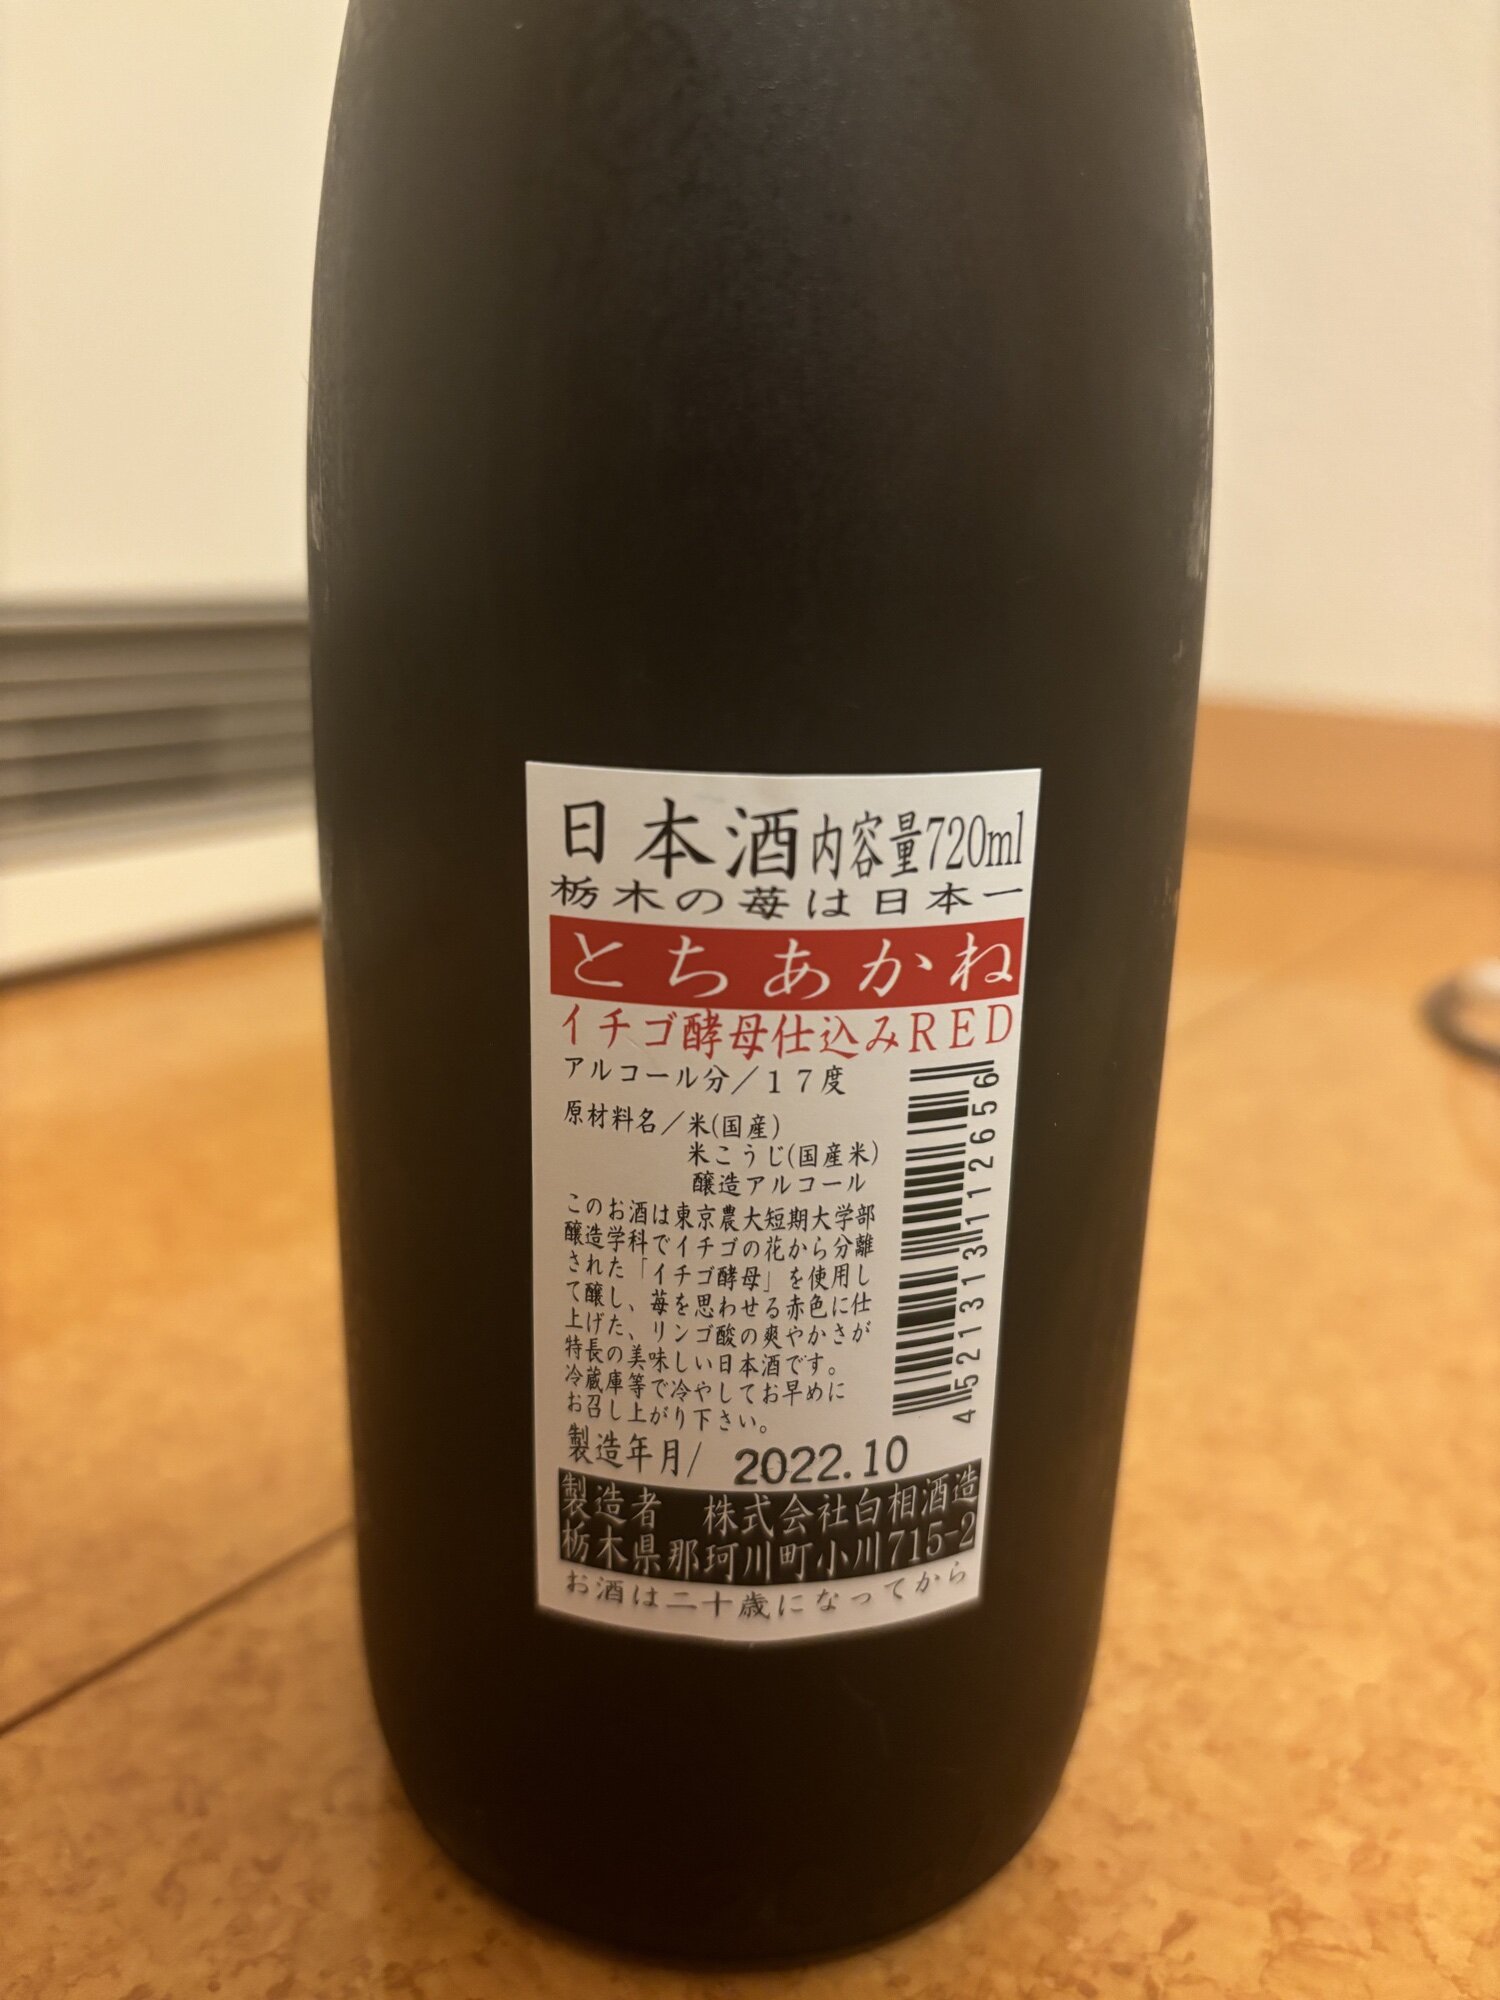 日本酒内容量720ml
栃木の苺は日本一
とちあかね
イチゴ酵母仕込みRED
アルコール分／１７度
原材料名／米(国産)
米こうじ(国産米)
醸造アルコール
このお酒は東京農大短期大学部
醸造学科でイチゴの花から分離
された「イチゴ酵母」を使用し
て醸し、苺を思わせる赤色に仕
上げた、リンゴ酸の爽やかさが
特長の美味しい日本酒です。
冷蔵庫等で冷やしてお早めに
お召し上がり下さい。
4521313112656
製造年月/ 2022.10
製造者　株式会社白相酒造
栃木県那珂川町小川715-2
お酒は二十歳になってから